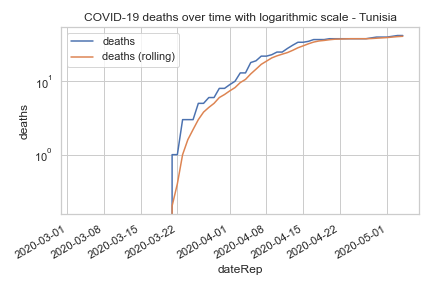 COVID-19 deaths over time with logarithmic scale - Tunisia
deaths
deaths (rolling)
10¹
10⁰
deaths
2020-03-01
2020-03-08
2020-03-15
2020-03-22
2020-04-01
2020-04-08
2020-04-15
2020-04-22
2020-05-01
dateRep